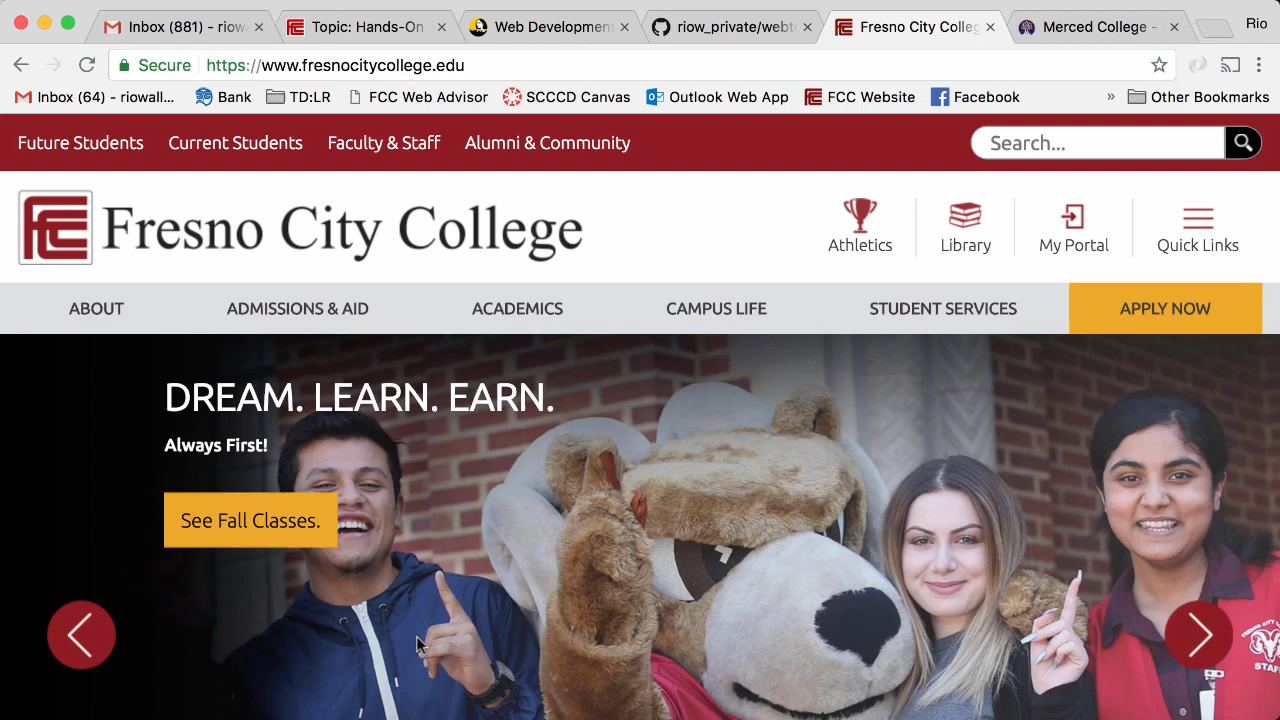 Inbox (881) - riow
Topic: Hands-On
Web Development
riow_private/webt
Fresno City Colleg
Merced College -
Rio
Secure https://www.fresnocitycollege.edu
Inbox (64) - riowall... Bank TD:LR FCC Web Advisor SCCCD Canvas Outlook Web App FCC Website Facebook » Other Bookmarks
Future Students Current Students Faculty & Staff Alumni & Community Search...
Fresno City College
Athletics Library My Portal Quick Links
ABOUT ADMISSIONS & AID ACADEMICS CAMPUS LIFE STUDENT SERVICES APPLY NOW
DREAM. LEARN. EARN.
Always First!
See Fall Classes.